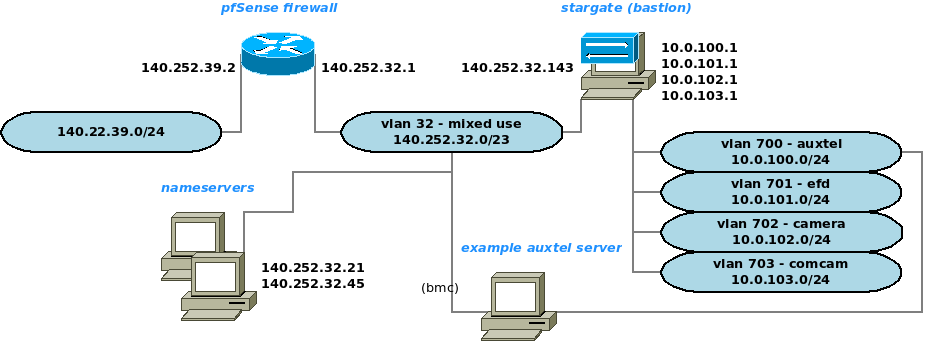 pfSense firewall
stargate (bastion)
140.252.39.2
140.252.32.1
140.252.32.143
10.0.100.1
10.0.101.1
10.0.102.1
10.0.103.1
140.22.39.0/24
vlan 32 - mixed use
140.252.32.0/23
vlan 700 - auxtel
10.0.100.0/24
vlan 701 - efd
10.0.101.0/24
vlan 702 - camera
10.0.102.0/24
vlan 703 - comcam
10.0.103.0/24
nameservers
140.252.32.21
140.252.32.45
example auxtel server
(bmc)